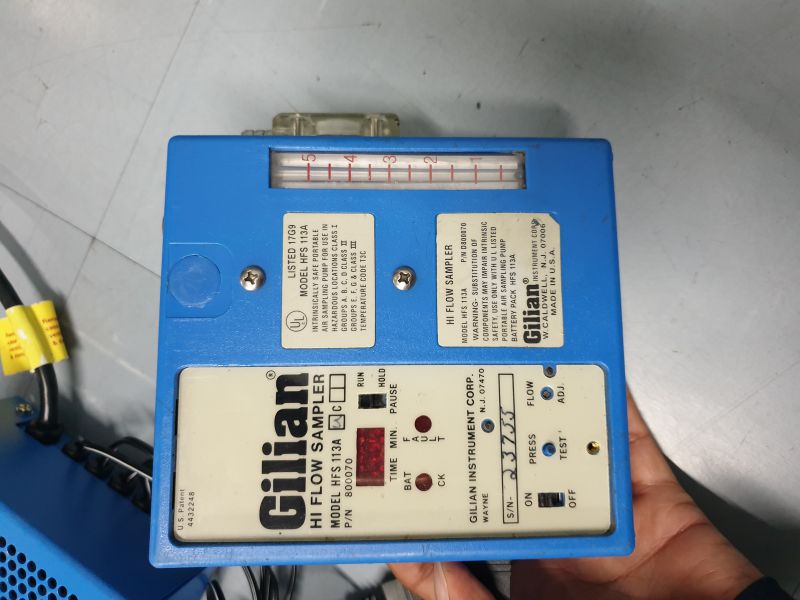 5 4 3 2 1
LISTED 17G9
MODEL HFS 113A
UL
INTRINSICALLY SAFE PORTABLE
AIR SAMPLING PUMP FOR USE IN
HAZARDOUS LOCATIONS CLASS I
GROUPS A, B, C, D CLASS II
GROUPS E, F, G & CLASS III
TEMPERATURE CODE T3C
HI FLOW SAMPLER
MODEL HFS 113A P/N D800070
WARNING- SUBSTITUTION OF
COMPONENTS MAY IMPAIR INTRINSIC
SAFETY, USE ONLY WITH UL LISTED
PORTABLE AIR SAMPLING PUMP
BATTERY PACK HFS 113A
Gilian® INSTRUMENT CORP.
W. CALDWELL, N.J. 07006
MADE IN U.S.A.
U.S. Patent
4432248
Gilian®
HI FLOW SAMPLER
MODEL HFS 113A C
P/N 800070
RUN
HOLD
PAUSE
TIME MIN.
BAT
CK
FAULT
GILIAN INSTRUMENT CORP.
WAYNE N.J. 07470
S/N- 23755
ON
OFF
PRESS
TEST
FLOW
ADJ.